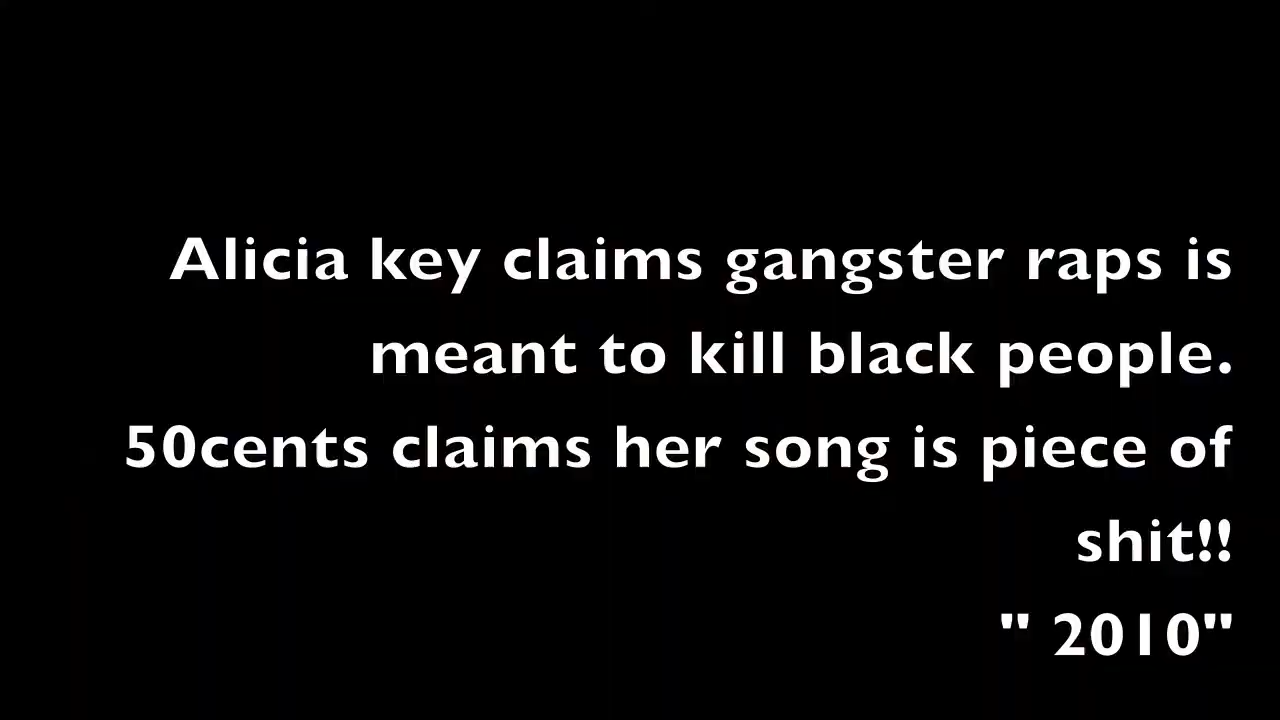 Alicia key claims gangster raps is
meant to kill black people.
50cents claims her song is piece of
shit!!
" 2010"